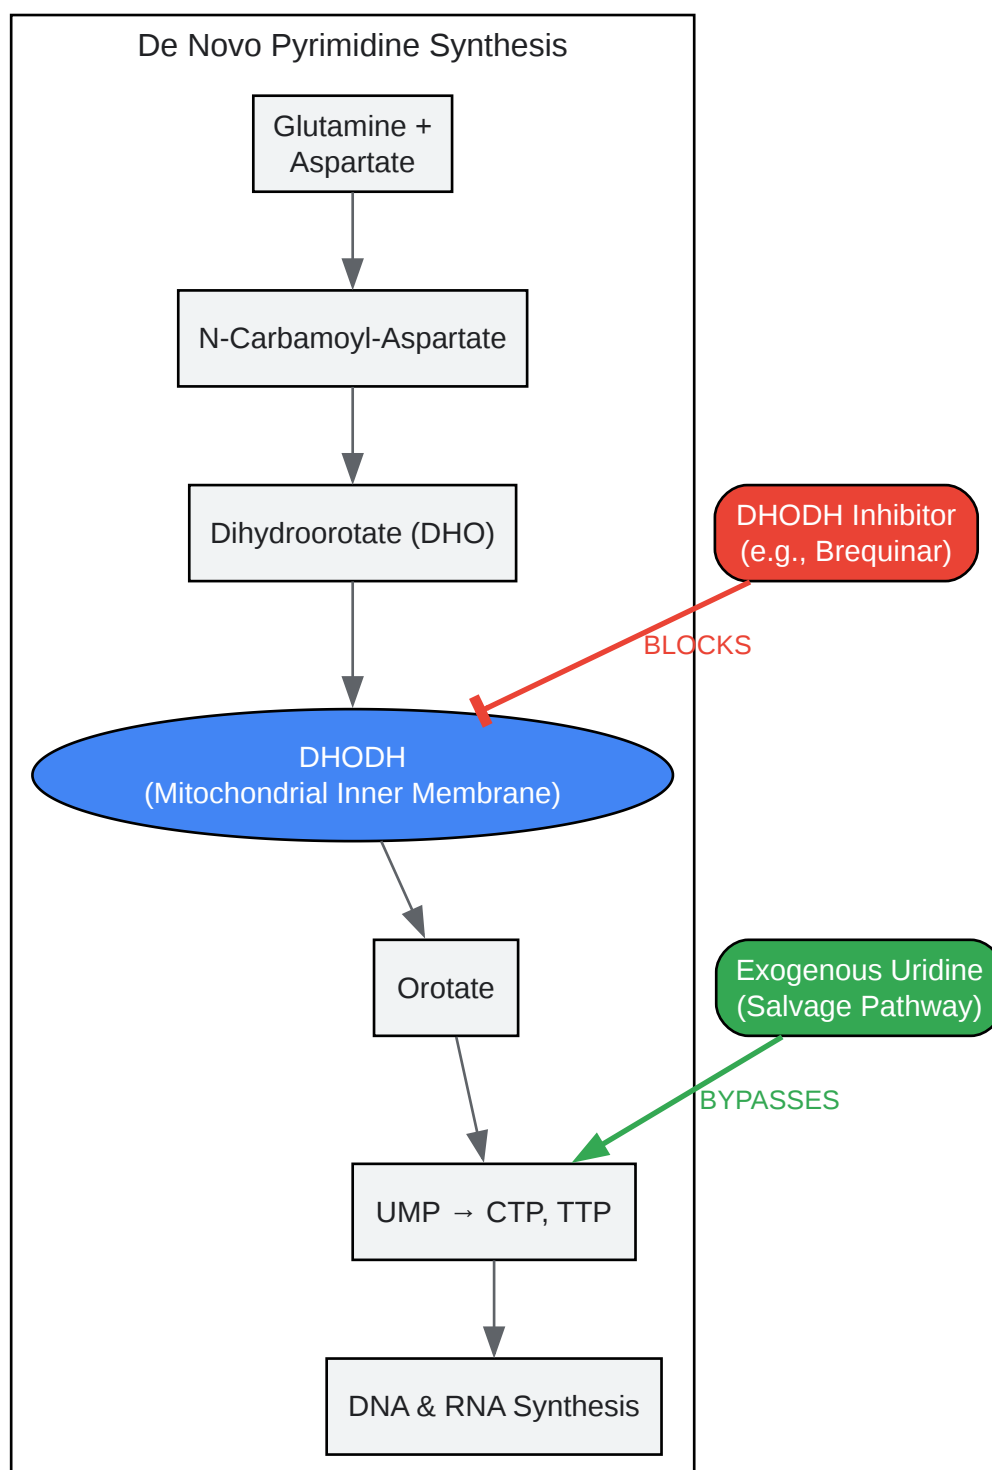 De Novo Pyrimidine Synthesis
Glutamine +
Aspartate
N-Carbamoyl-Aspartate
Dihydroorotate (DHO)
DHODH Inhibitor
(e.g., Brequinar)
BLOCKS
DHODH
(Mitochondrial Inner Membrane)
Orotate
Exogenous Uridine
(Salvage Pathway)
BYPASSES
UMP → CTP, TTP
DNA & RNA Synthesis